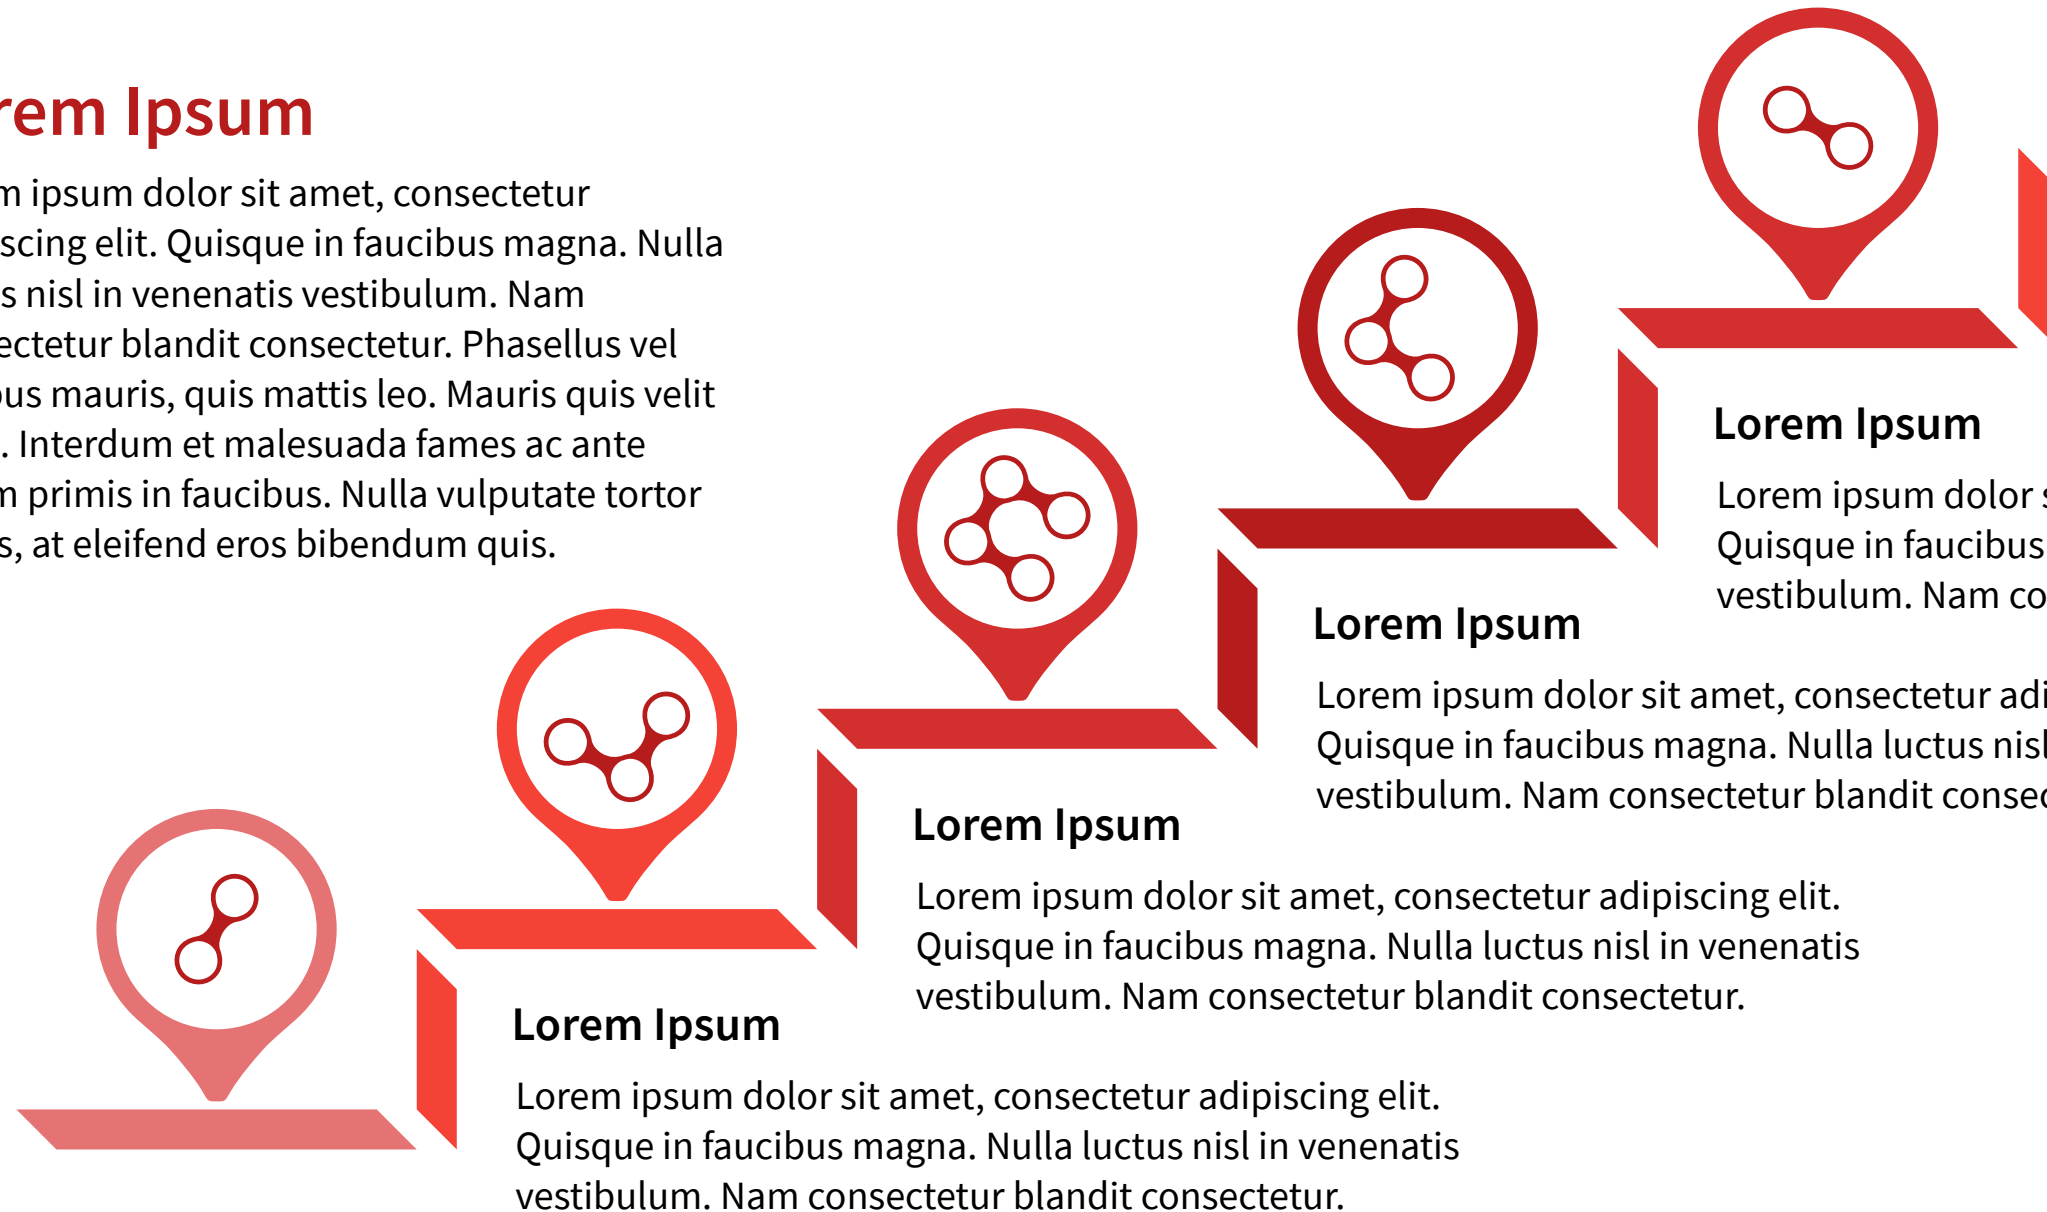 rem Ipsum
m ipsum dolor sit amet, consectetur
scing elit. Quisque in faucibus magna. Nulla
s nisl in venenatis vestibulum. Nam
ectetur blandit consectetur. Phasellus vel
ous mauris, quis mattis leo. Mauris quis velit
. Interdum et malesuada fames ac ante
m primis in faucibus. Nulla vulputate tortor
s, at eleifend eros bibendum quis.
Lorem Ipsum
Lorem ipsum dolor sit amet, consectetur adipiscing elit.
Quisque in faucibus magna. Nulla luctus nisl in venenatis
vestibulum. Nam consectetur blandit consectetur.
Lorem Ipsum
Lorem ipsum dolor sit amet, consectetur adipiscing elit.
Quisque in faucibus magna. Nulla luctus nisl in venenatis
vestibulum. Nam consectetur blandit consectetur.
Lorem Ipsum
Lorem ipsum dolor sit amet, consectetur adi
Quisque in faucibus magna. Nulla luctus nisl
vestibulum. Nam consectetur blandit consec
Lorem Ipsum
Lorem ipsum dolor s
Quisque in faucibus
vestibulum. Nam co